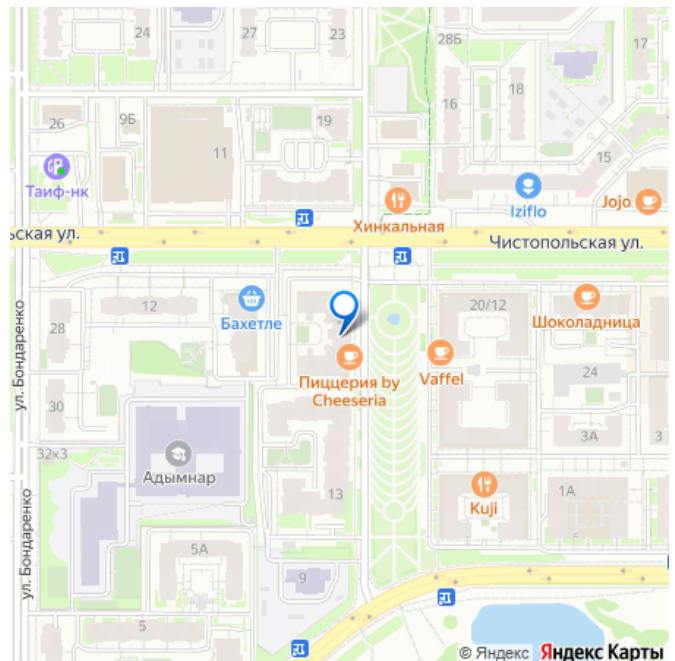 24
27
23
28Б
17
26
9Б
19
16
18
11
15
Таиф-нк
Iziflo
Jojo
Хинкальная
ьская ул.
Чистопольская ул.
12
20/12
Бахетле
Шоколадница
28
ул. Бондаренко
24
Vaffel
Пиццерия by
Cheeseria
30
3А
3
32к3
Адымнар
13
Kuji
1А
ул. Бондаренко
5А
9
5
© Яндекс Яндекс Карты